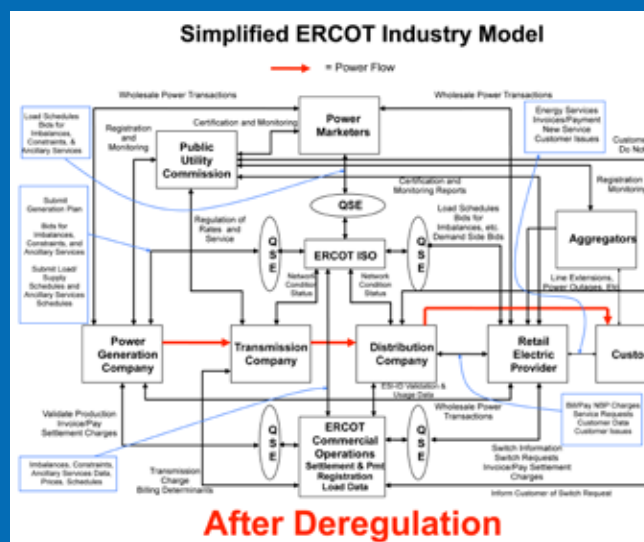 Simplified ERCOT Industry Model
= Power Flow
Wholesale Power Transactions
Wholesale Power Transactions
Load Schedules
Bids for
Imbalances,
Constraints, &
Ancillary Services
Energy Services
Invoices/Payment
New Service
Customer Issues
Registration
and
Monitoring
Certification and Monitoring
Power
Marketers
Public
Utility
Commission
Custome
Do Not
Submit
Generation Plan
Bids for
Imbalances,
Constraints, and
Ancillary Services
Submit Load/
Supply
Schedules and
Ancillary Services
Schedules
Certification and
Monitoring Reports
Registration
Monitoring
QSE
Regulation of
Rates and
Service
Load Schedules
Bids for
Imbalances, etc.
Demand Side Bids
Aggregators
Q
S
E
ERCOT ISO
Q
S
E
Network
Condition
Status
Network
Condition
Status
Line Extensions,
Power Outages, Etc.
Power
Generation
Company
Transmission
Company
Distribution
Company
Retail
Electric
Provider
Custo
ESI-ID Validation &
Usage Data
Validate Production
Invoice/Pay
Settlement Charges
Wholesale Power
Transactions
Bill/Pay NBP Charges
Service Requests
Customer Data
Customer Issues
Q
S
E
ERCOT
Commercial
Operations
Settlement & Pmt
Registration
Load Data
Q
S
E
Imbalances, Constraints,
Ancillary Services Data,
Prices, Schedules
Transmission
Charge
Billing Determinants
Switch Information
Switch Requests
Invoice/Pay Settlement
Charges
Inform Customer of Switch Request
After Deregulation